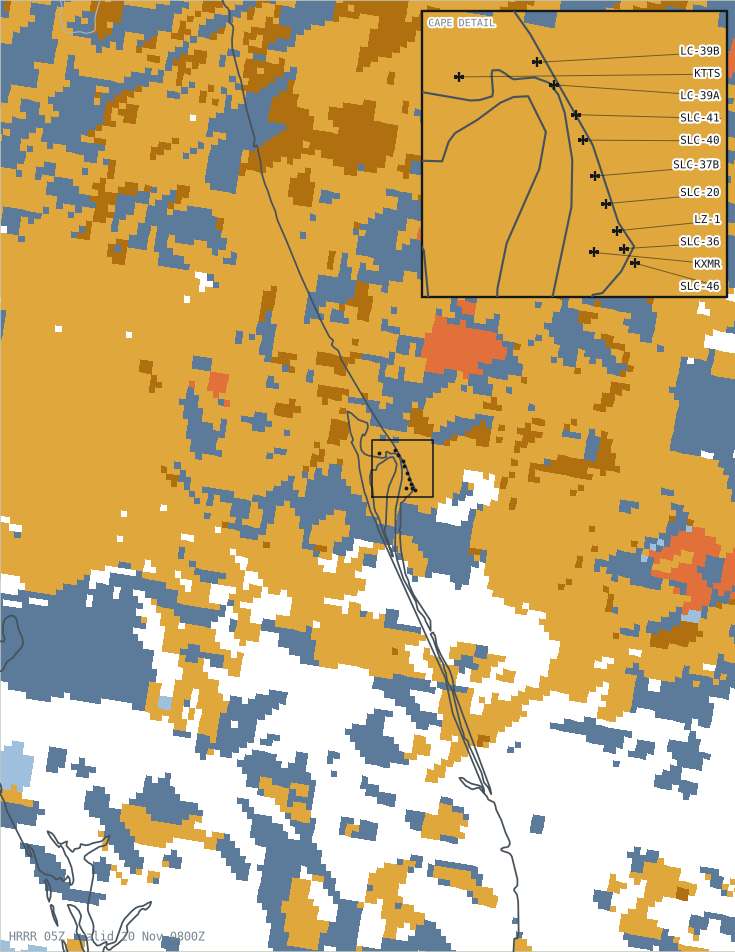 CAPE DETAIL
LC-39B
KTTS
LC-39A
SLC-41
SLC-40
SLC-37B
SLC-20
LZ-1
SLC-36
KXMR
SLC-46
HRRR 05Z, valid 20 Nov 0800Z